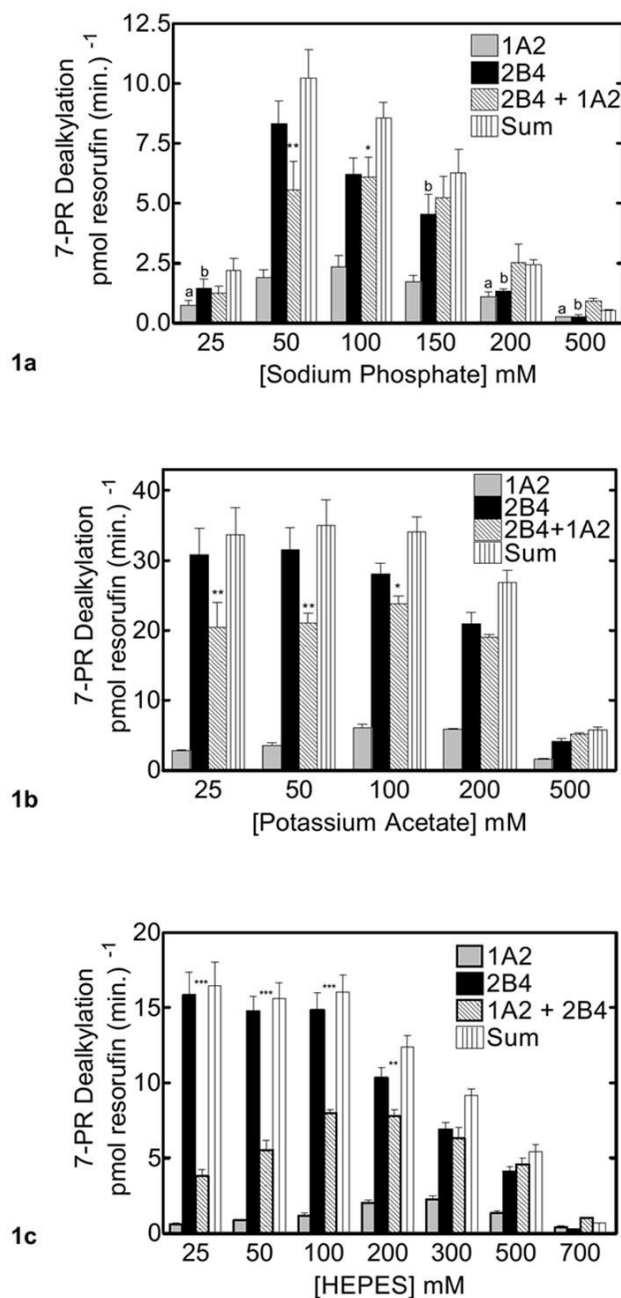 12.5
10.0
7.5
5.0
2.5
0.0
7-PR Dealkylation
pmol resorufin (min.) -1
1A2
2B4
2B4 + 1A2
Sum
a b ** * b a b a b
25 50 100 150 200 500
[Sodium Phosphate] mM
1a
40
30
20
10
0
7-PR Dealkylation
pmol resorufin (min.) -1
1A2
2B4
2B4+1A2
Sum
** ** *
25 50 100 200 500
[Potassium Acetate] mM
1b
20
15
10
5
0
7-PR Dealkylation
pmol resorufin (min.) -1
1A2
2B4
1A2 + 2B4
Sum
*** *** *** **
25 50 100 200 300 500 700
[HEPES] mM
1c